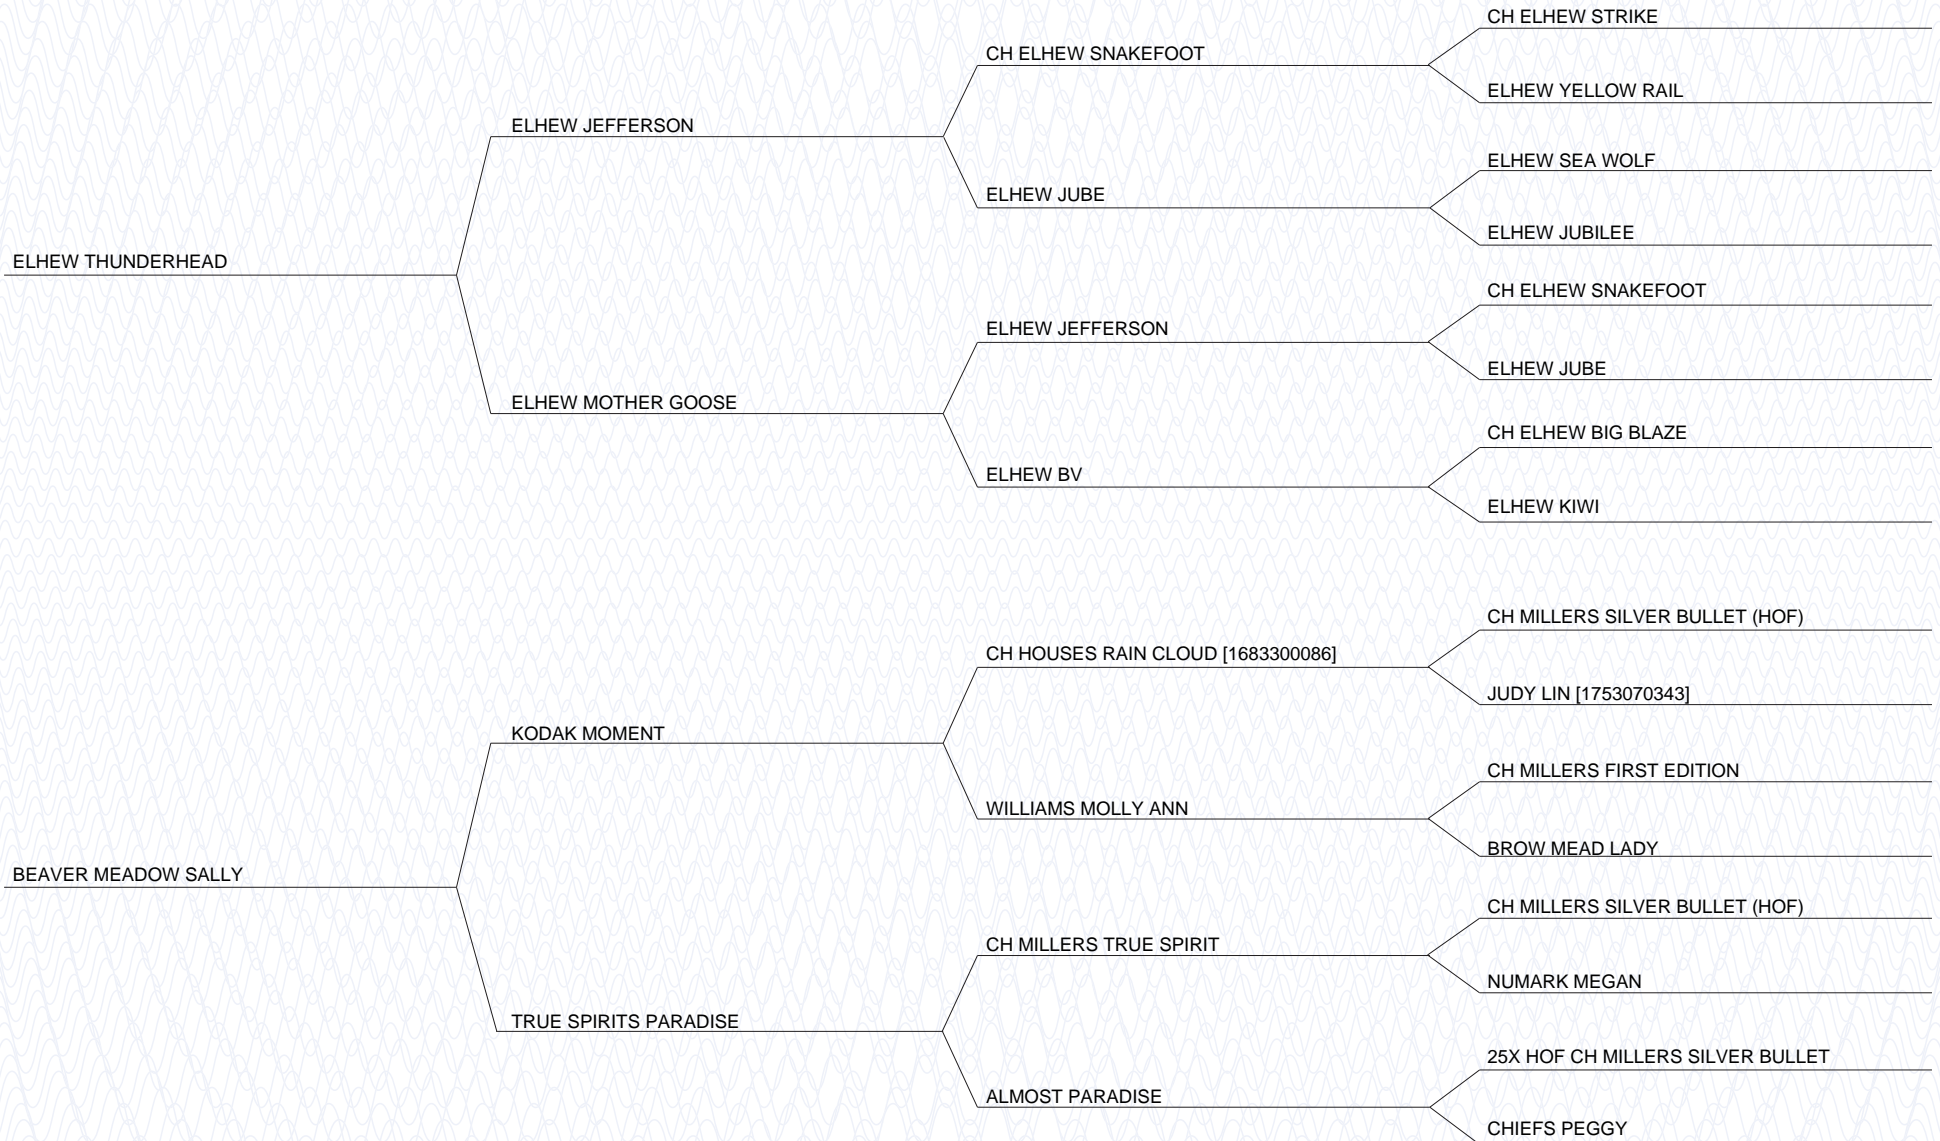 CH ELHEW STRIKE
CH ELHEW SNAKEFOOT
ELHEW YELLOW RAIL
ELHEW JEFFERSON
ELHEW SEA WOLF
ELHEW JUBE
ELHEW JUBILEE
ELHEW THUNDERHEAD
CH ELHEW SNAKEFOOT
ELHEW JEFFERSON
ELHEW JUBE
ELHEW MOTHER GOOSE
CH ELHEW BIG BLAZE
ELHEW BV
ELHEW KIWI
CH MILLERS SILVER BULLET (HOF)
CH HOUSES RAIN CLOUD [1683300086]
JUDY LIN [1753070343]
KODAK MOMENT
CH MILLERS FIRST EDITION
WILLIAMS MOLLY ANN
BROW MEAD LADY
BEAVER MEADOW SALLY
CH MILLERS SILVER BULLET (HOF)
CH MILLERS TRUE SPIRIT
NUMARK MEGAN
TRUE SPIRITS PARADISE
25X HOF CH MILLERS SILVER BULLET
ALMOST PARADISE
CHIEFS PEGGY